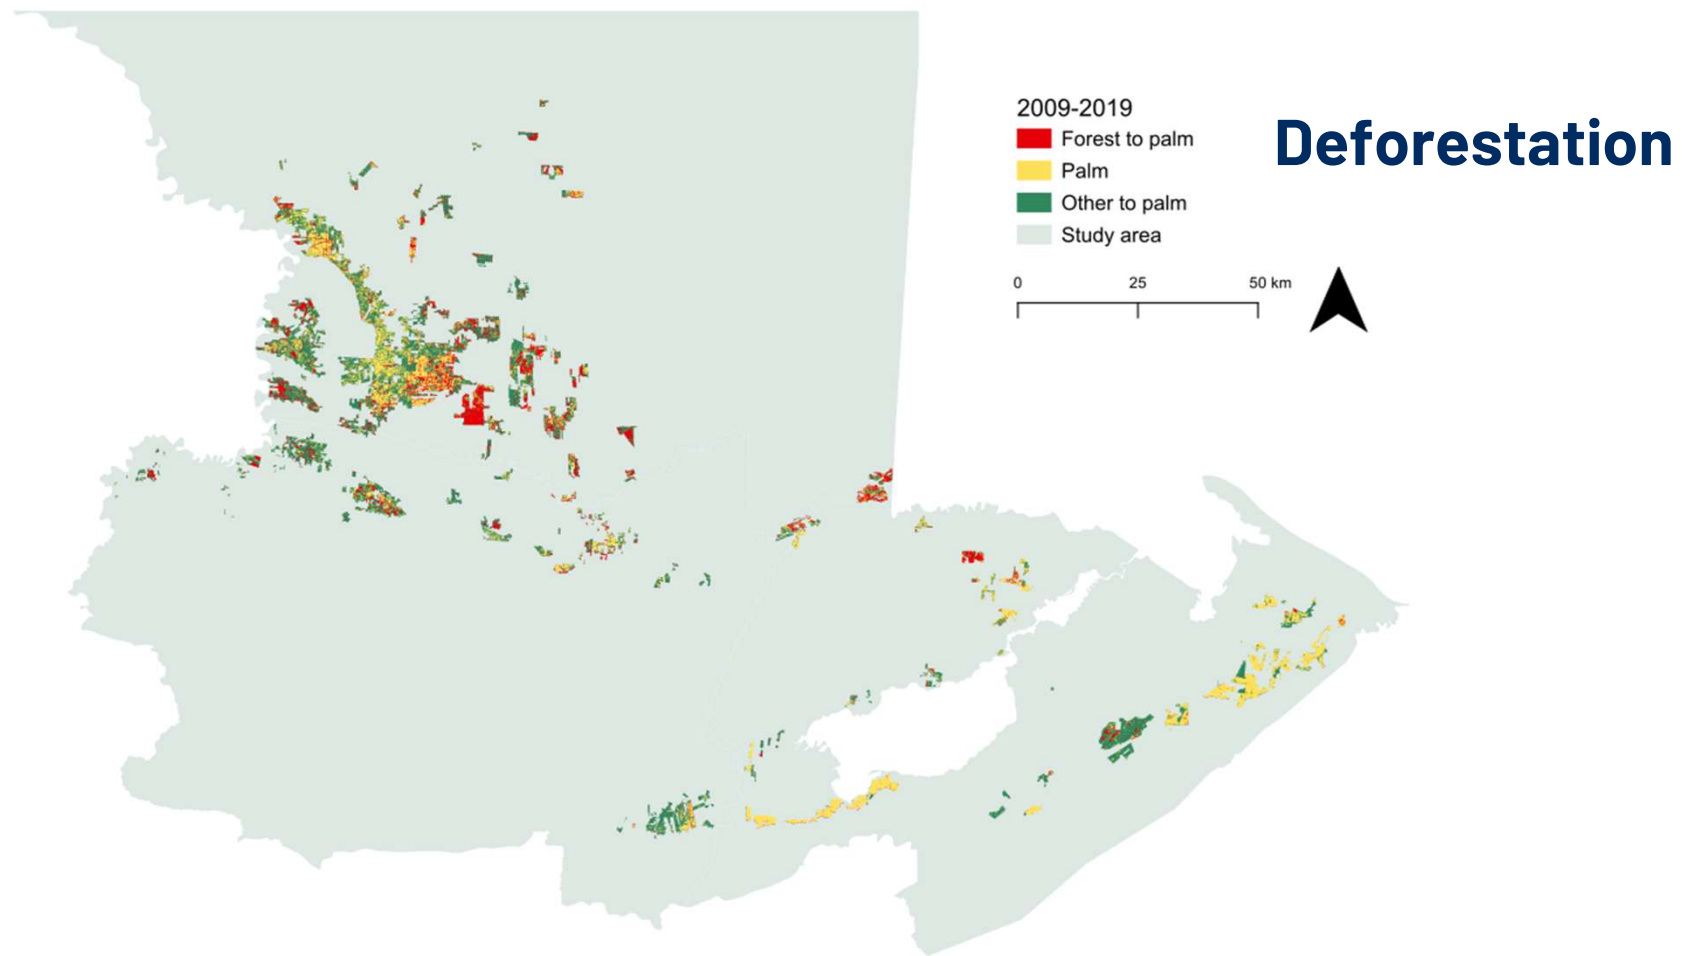 Deforestation
2009-2019
Forest to palm
Palm
Other to palm
Study area
0 25 50 km